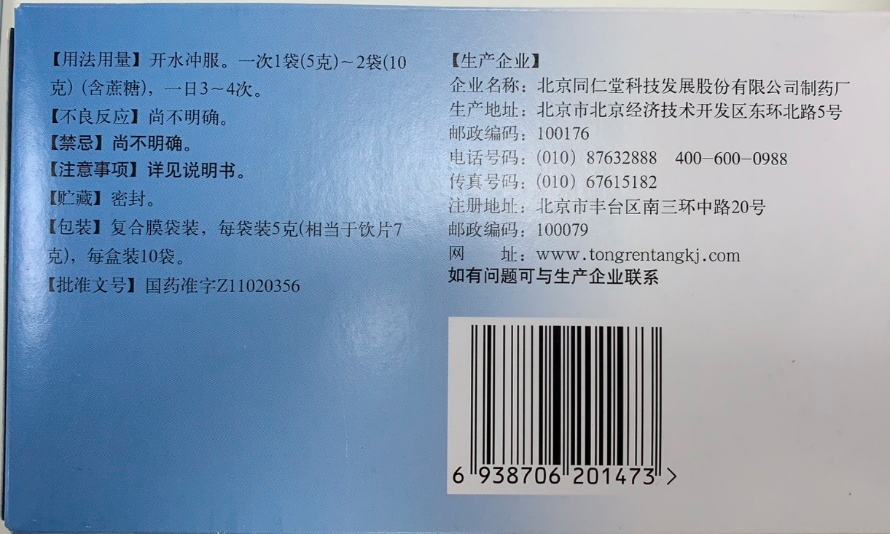 【用法用量】开水冲服。一次1袋(5克)~2袋(10
克)(含蔗糖)，一日3~4次。
【不良反应】尚不明确。
【禁忌】尚不明确。
【注意事项】详见说明书。
【贮藏】密封。
【包装】复合膜袋装，每袋装5克(相当于饮片7
克)，每盒装10袋。
【批准文号】国药准字Z11020356
【生产企业】
企业名称：北京同仁堂科技发展股份有限公司制药厂
生产地址：北京市北京经济技术开发区东环北路5号
邮政编码：100176
电话号码：(010) 87632888 400-600-0988
传真号码：(010) 67615182
注册地址：北京市丰台区南三环中路20号
邮政编码：100079
网 址：www.tongrentangkj.com
如有问题可与生产企业联系
6 938706 201473 >